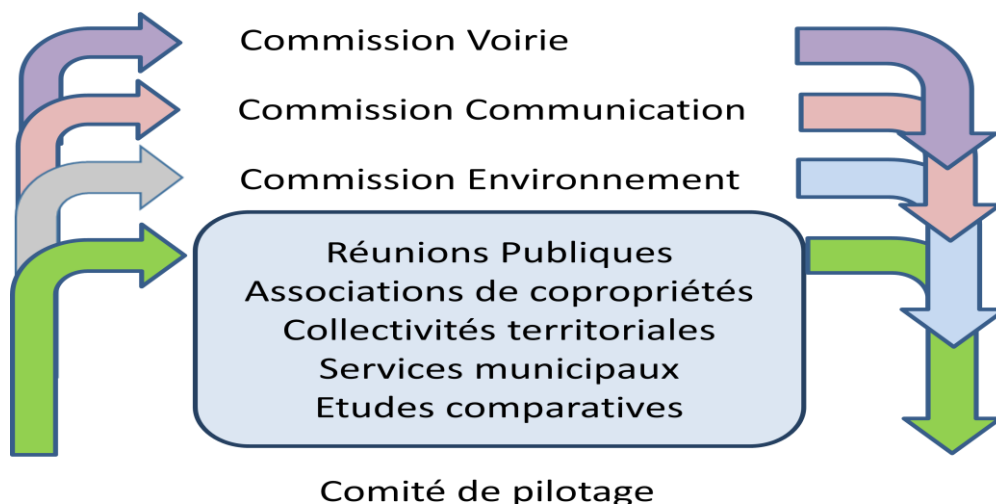 Commission Voirie
Commission Communication
Commission Environnement
Réunions Publiques
Associations de copropriétés
Collectivités territoriales
Services municipaux
Etudes comparatives
Comité de pilotage